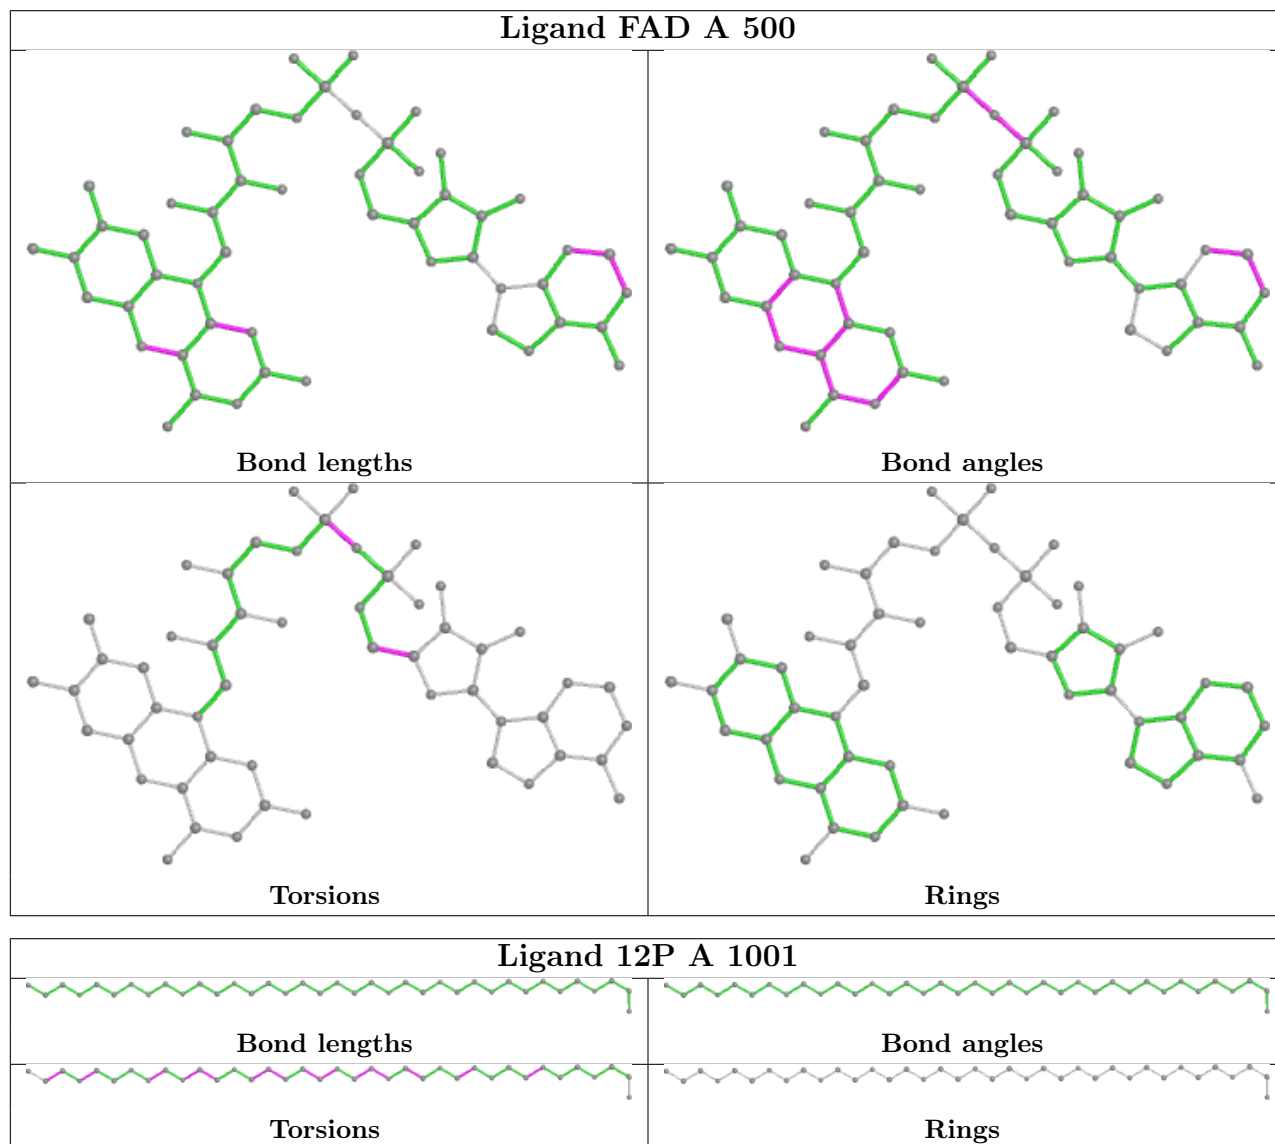 Ligand FAD A 500
Bond lengths
Bond angles
Torsions
Rings
Ligand 12P A 1001
Bond lengths
Bond angles
Torsions
Rings